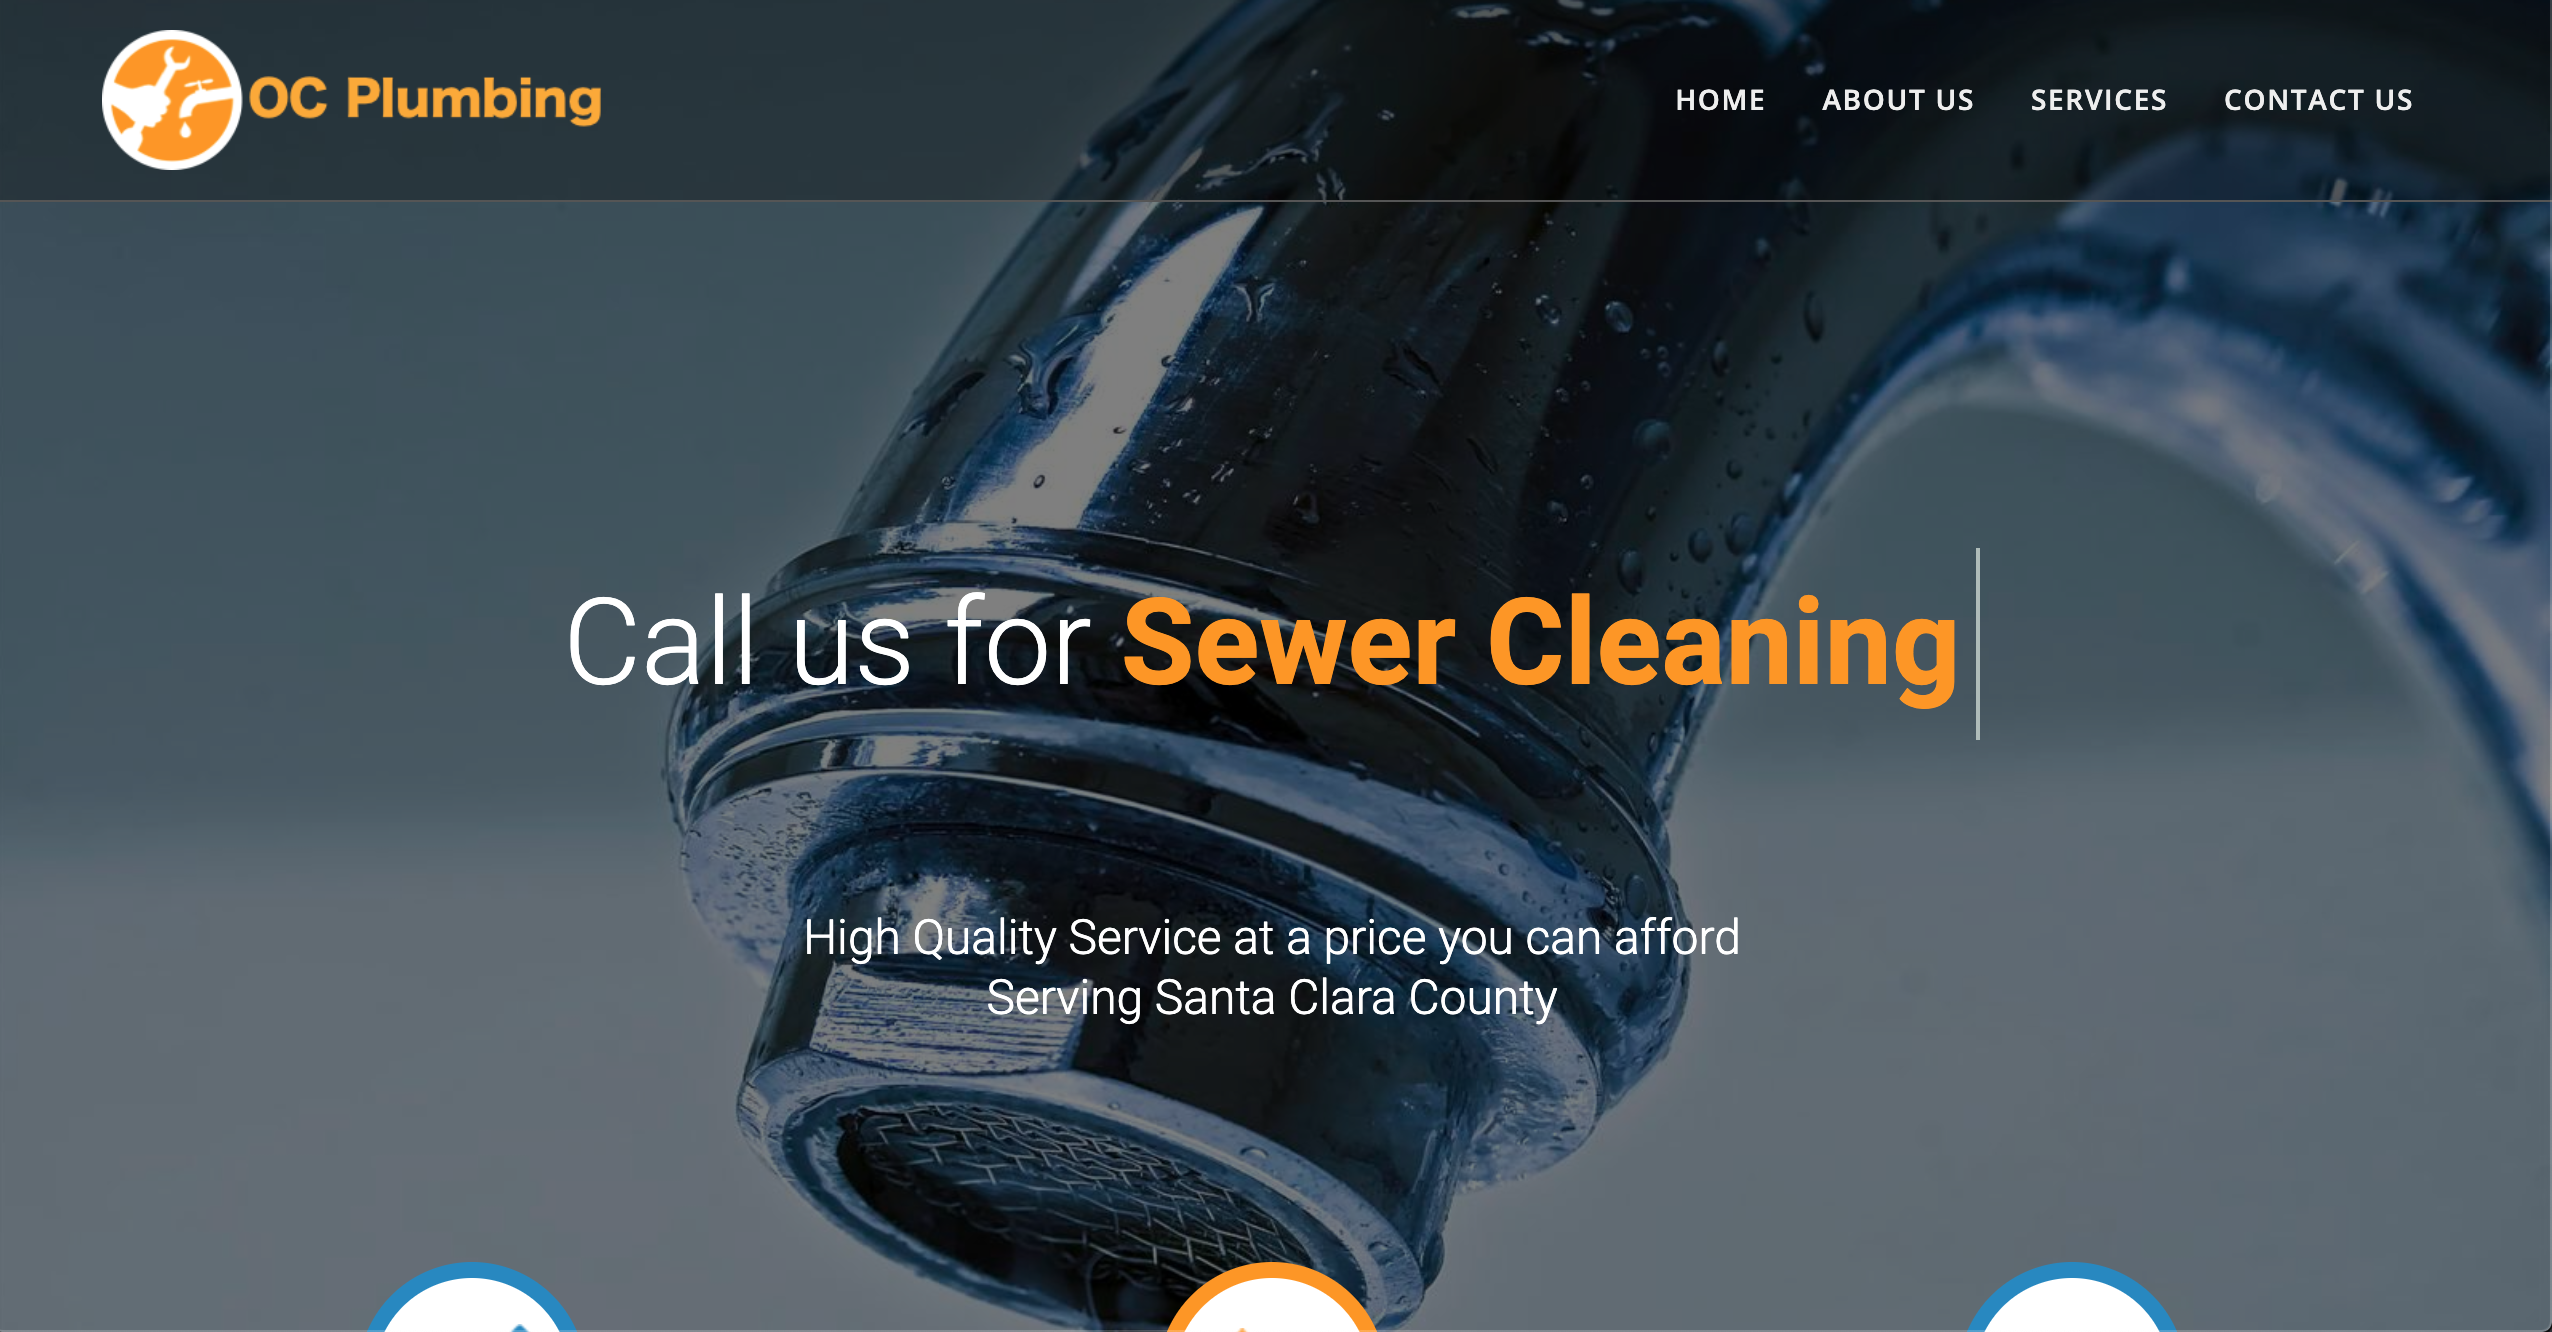 OC Plumbing
HOME ABOUT US SERVICES CONTACT US
Call us for Sewer Cleaning
High Quality Service at a price you can afford
Serving Santa Clara County